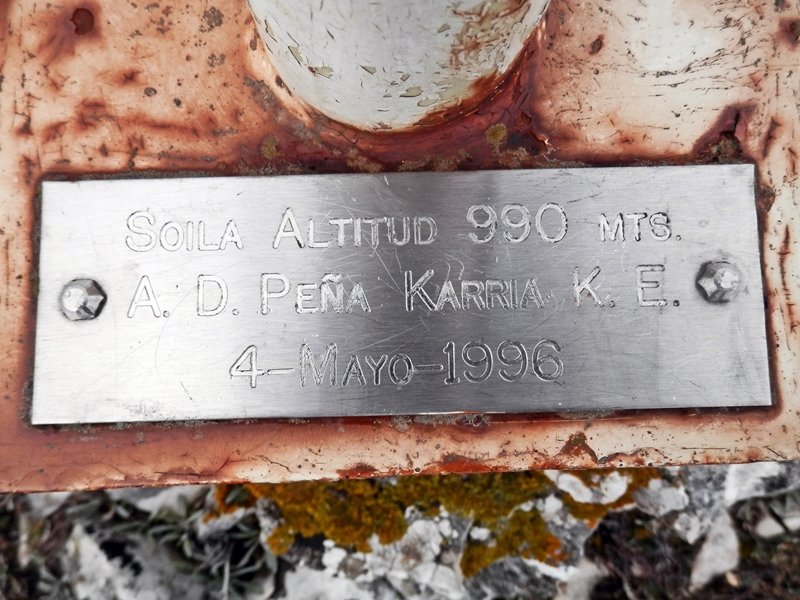 SOILA ALTITUD 990 MTS.
A. D. PEÑA KARRIA K. E.
4-MAYO-1996